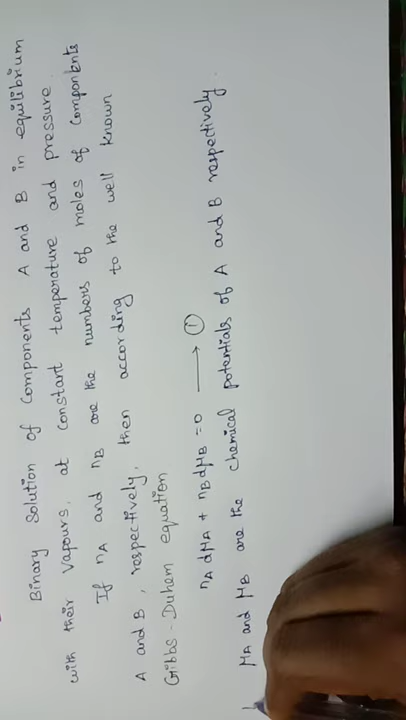 Binary Solution of Components A and B in equilibrium
with their vapours, at constant temperature and pressure.
If nA and nB are the numbers of moles of Components
A and B, respectively, then according to the well known
Gibbs-Duhem equation
nA dμA + nB dμB = 0 ⟶ ①
μA and μB are the chemical potentials of A and B respectively.